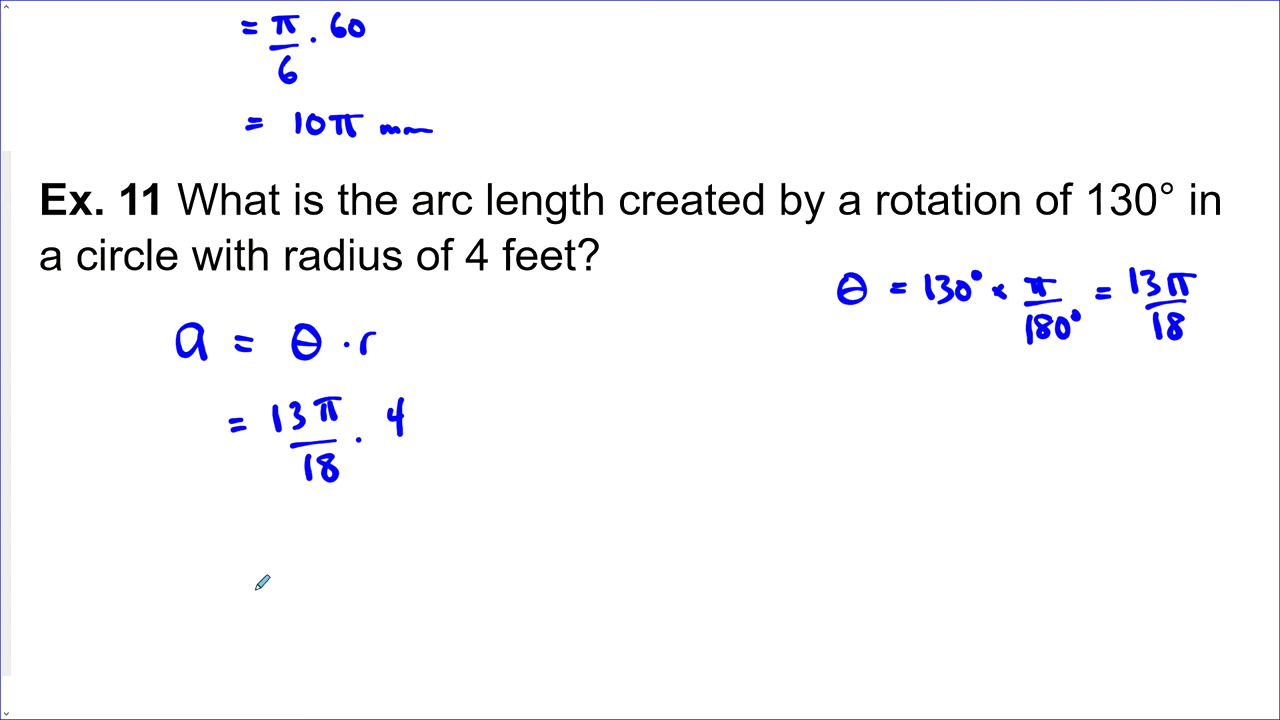 = π/6 · 60
= 10π mm
Ex. 11 What is the arc length created by a rotation of 130° in
a circle with radius of 4 feet?
θ = 130° × π/180° = 13π/18
a = θ · r
= 13π/18 · 4